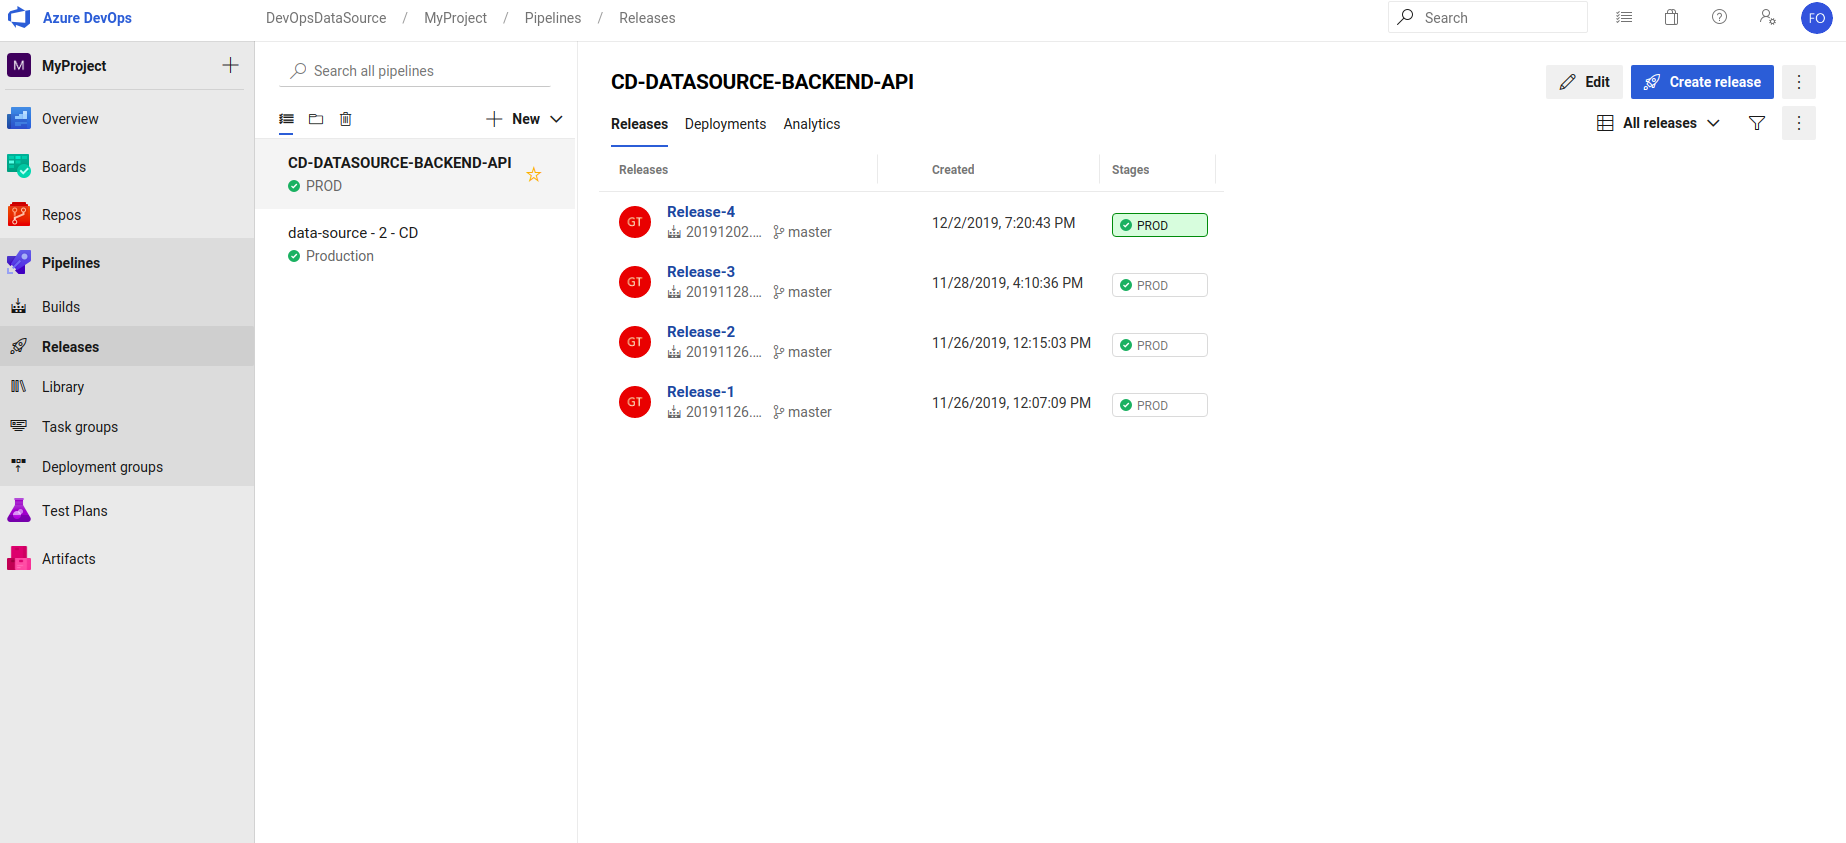 Azure DevOps
DevOpsDataSource / MyProject / Pipelines / Releases
Search
FO
M MyProject
Overview
Boards
Repos
Pipelines
Builds
Releases
Library
Task groups
Deployment groups
Test Plans
Artifacts
Search all pipelines
New
CD-DATASOURCE-BACKEND-API
PROD
data-source - 2 - CD
Production
CD-DATASOURCE-BACKEND-API
Edit Create release
Releases Deployments Analytics
All releases
Releases Created Stages
GT Release-4 12/2/2019, 7:20:43 PM PROD
20191202.... master
GT Release-3 11/28/2019, 4:10:36 PM PROD
20191128.... master
GT Release-2 11/26/2019, 12:15:03 PM PROD
20191126.... master
GT Release-1 11/26/2019, 12:07:09 PM PROD
20191126.... master